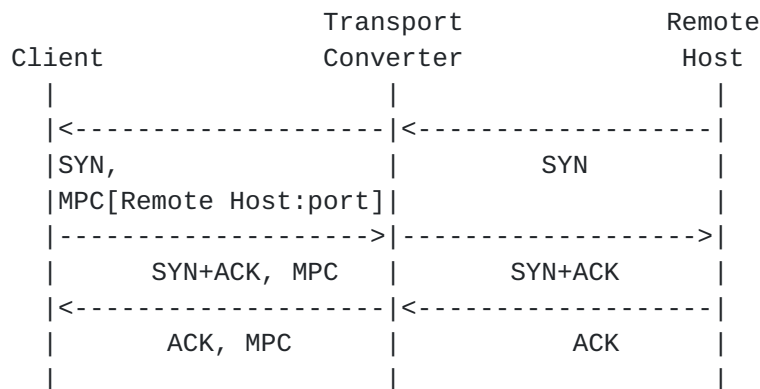 Transport Remote
Client Converter Host
| | |
|<--------------------|<-------------------|
|SYN, | SYN |
|MPC[Remote Host:port]| |
|-------------------->|------------------->|
| SYN+ACK, MPC | SYN+ACK |
|<--------------------|<-------------------|
| ACK, MPC | ACK |
| | |